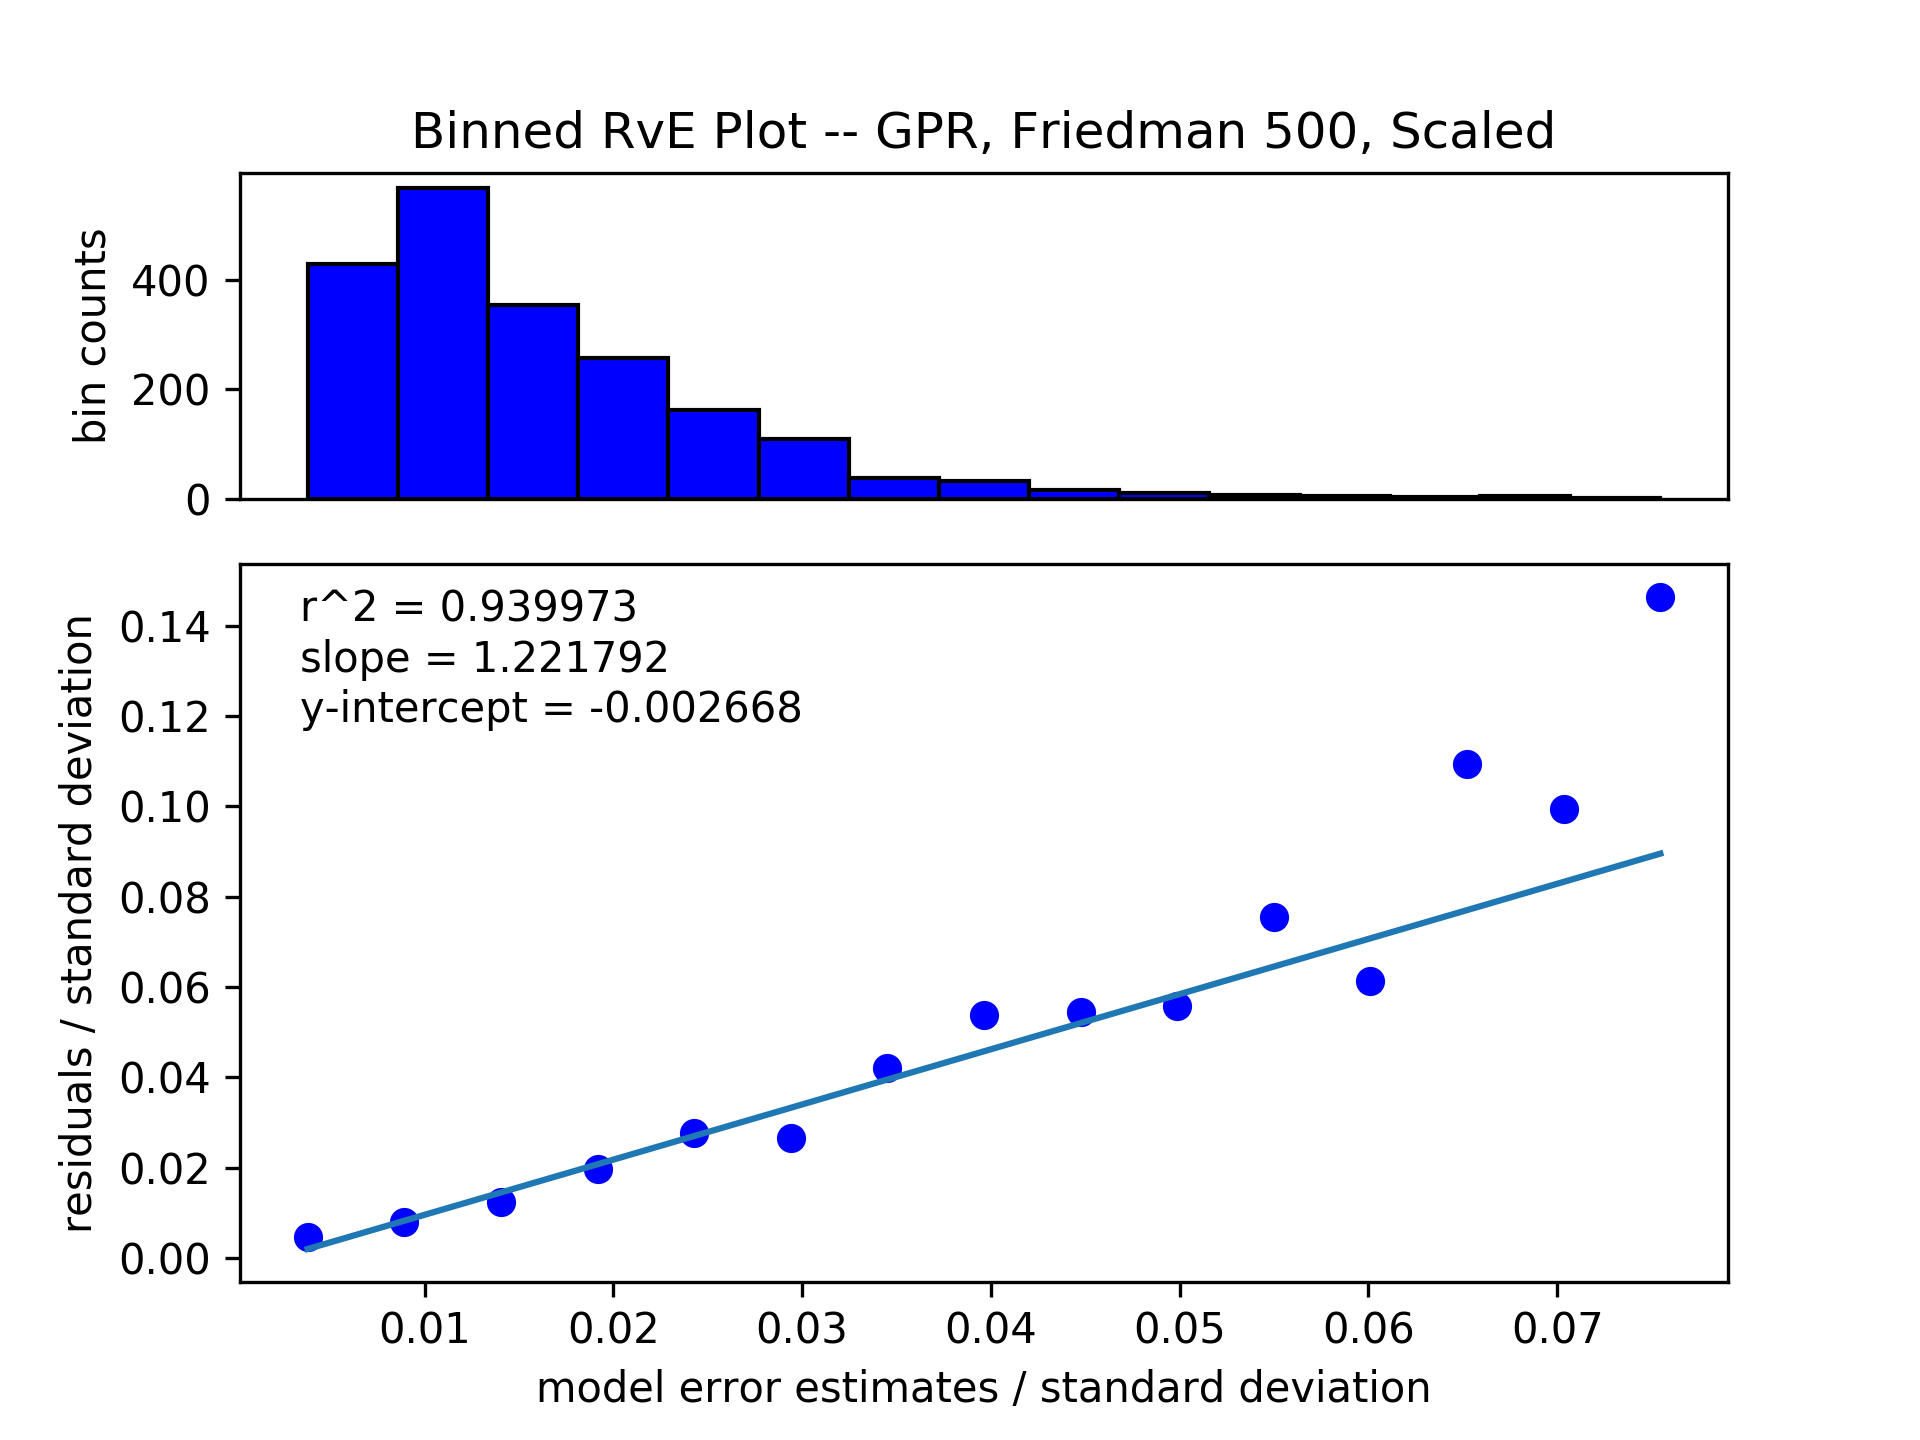 Binned RvE Plot -- GPR, Friedman 500, Scaled
bin counts
400
200
0
r^2 = 0.939973
slope = 1.221792
y-intercept = -0.002668
residuals / standard deviation
0.14
0.12
0.10
0.08
0.06
0.04
0.02
0.00
0.01 0.02 0.03 0.04 0.05 0.06 0.07
model error estimates / standard deviation